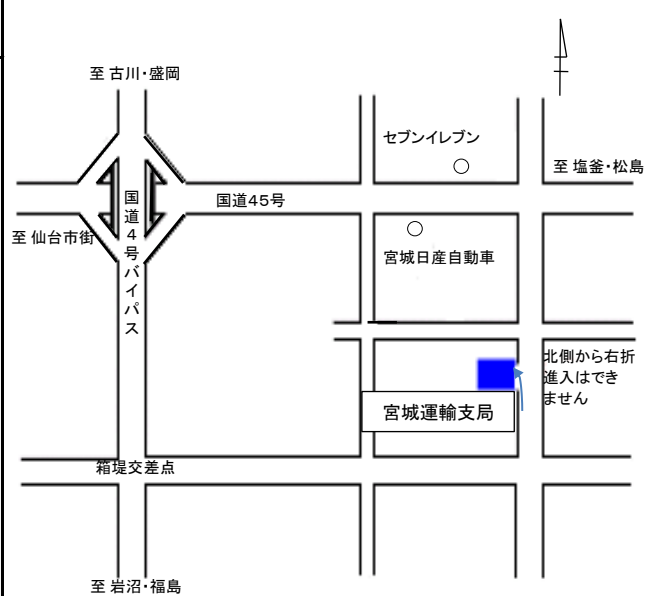 至 古川・盛岡
セブンイレブン
至 塩釜・松島
国道45号
国道４号バイパス
至 仙台市街
宮城日産自動車
北側から右折
進入はでき
ません
宮城運輸支局
箱堤交差点
至 岩沼・福島